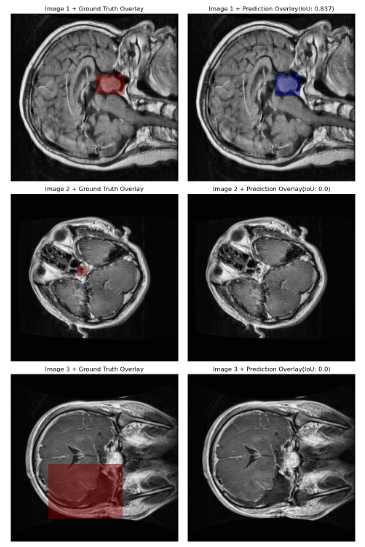 Image 1 + Ground Truth Overlay
Image 1 + Prediction Overlay(IoU: 0.837)
Image 2 + Ground Truth Overlay
Image 2 + Prediction Overlay(IoU: 0.0)
Image 3 + Ground Truth Overlay
Image 3 + Prediction Overlay(IoU: 0.0)